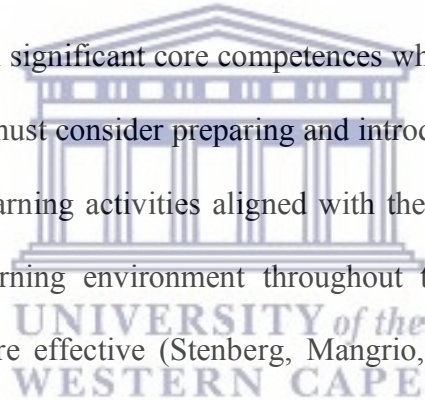 significant core competences wh
must consider preparing and introd
arning activities aligned with the
rning environment throughout t
UNIVERSITY of the
re effective (Stenberg, Mangrio,
WESTERN CAPE